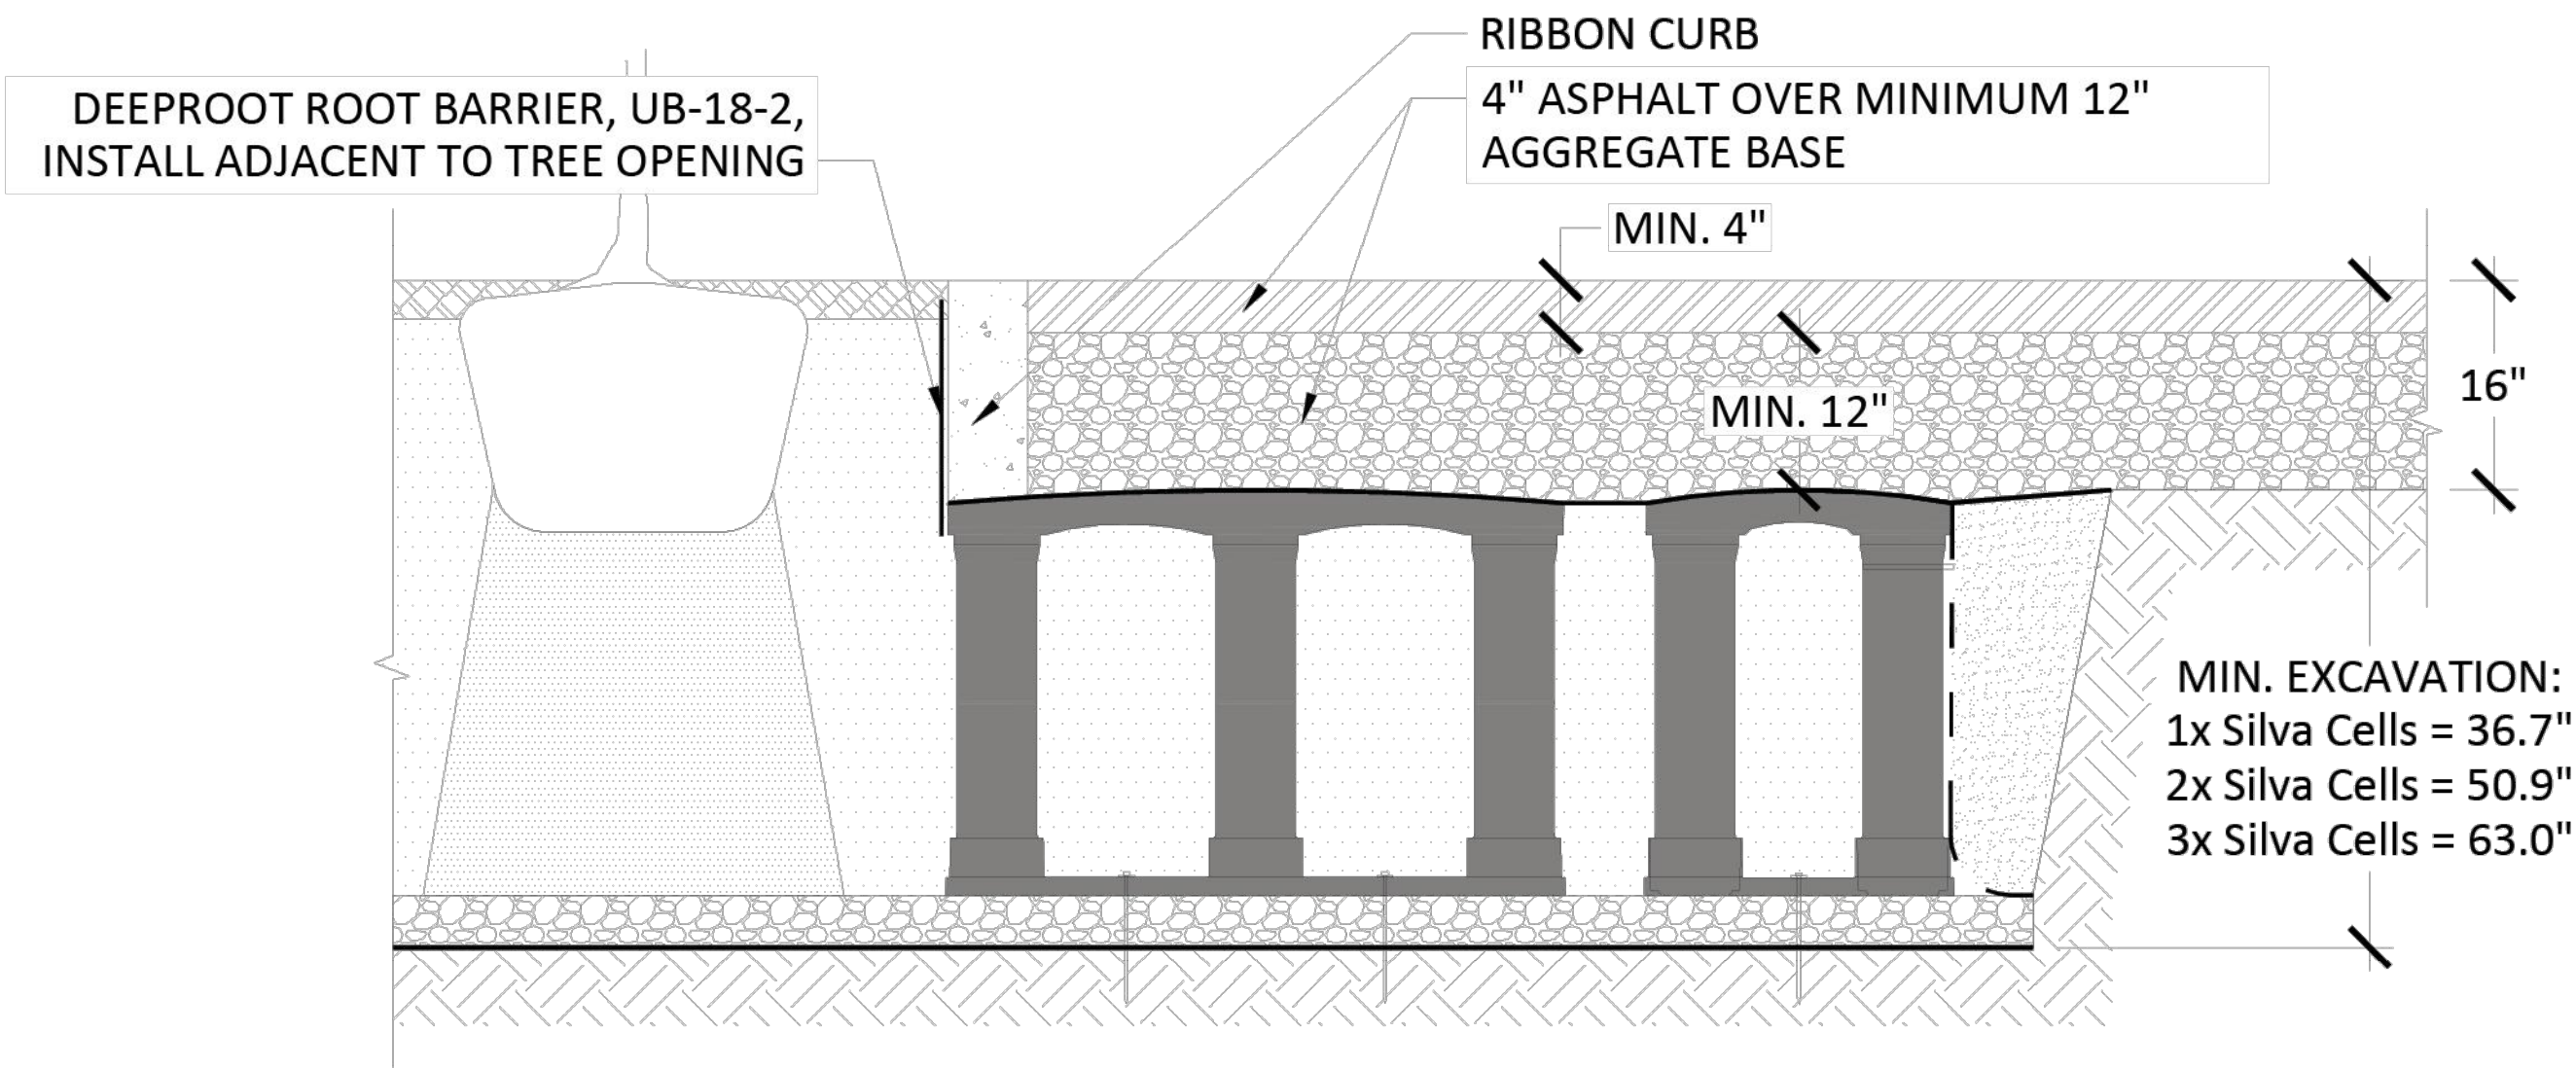 RIBBON CURB
DEEPROOT ROOT BARRIER, UB-18-2,
INSTALL ADJACENT TO TREE OPENING
4" ASPHALT OVER MINIMUM 12"
AGGREGATE BASE
MIN. 4"
MIN. 12"
16"
MIN. EXCAVATION:
1x Silva Cells = 36.7"
2x Silva Cells = 50.9"
3x Silva Cells = 63.0"